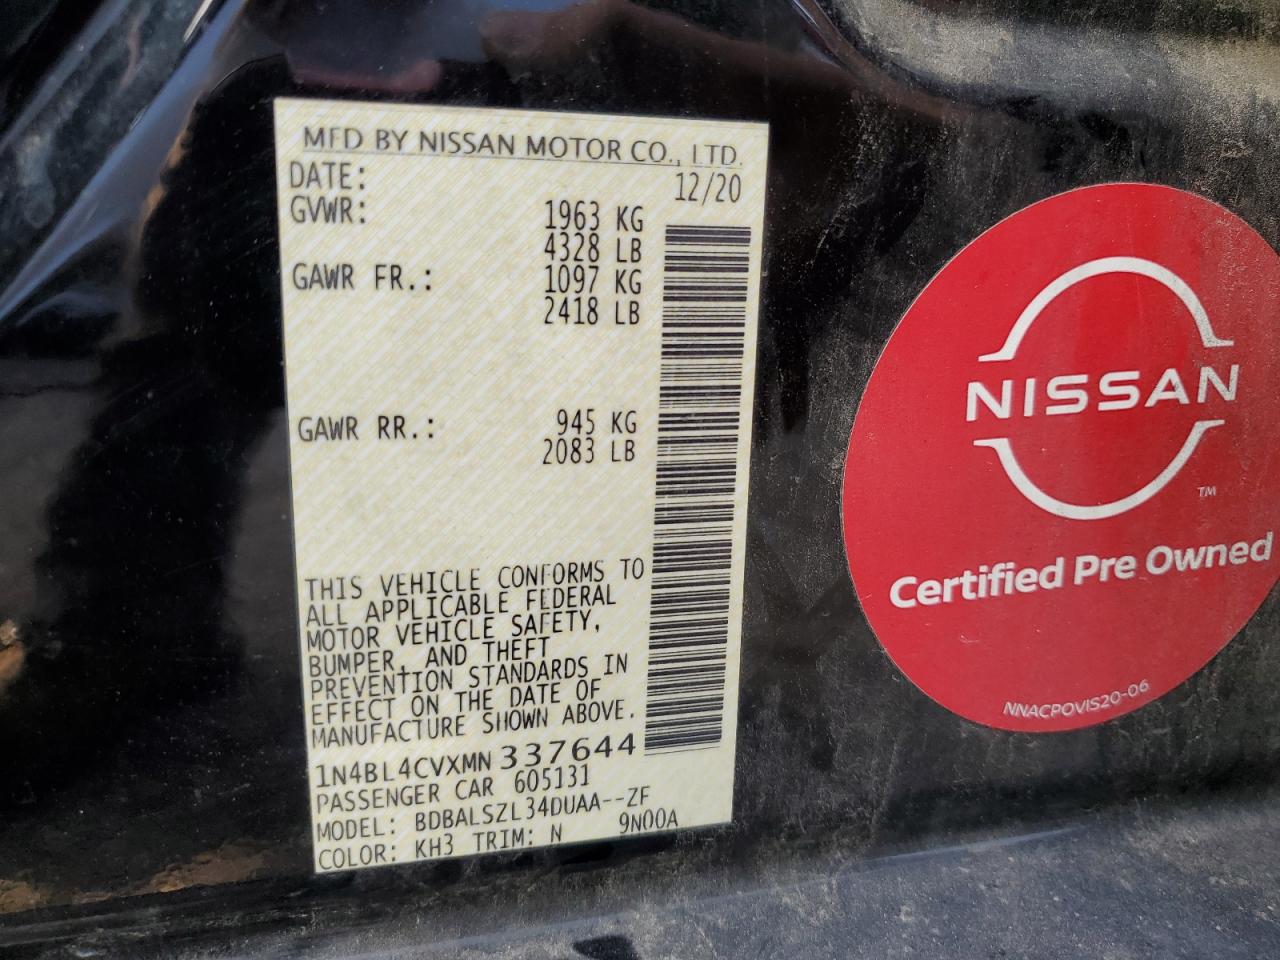 MFD BY NISSAN MOTOR CO., LTD.
DATE: 12/20
GVWR: 1963 KG
4328 LB
GAWR FR.: 1097 KG
2418 LB
GAWR RR.: 945 KG
2083 LB
THIS VEHICLE CONFORMS TO
ALL APPLICABLE FEDERAL
MOTOR VEHICLE SAFETY,
BUMPER, AND THEFT
PREVENTION STANDARDS IN
EFFECT ON THE DATE OF
MANUFACTURE SHOWN ABOVE.
1N4BL4CVXMN 337644
PASSENGER CAR 605131
MODEL: BDBALSZL34DUAA--ZF
COLOR: KH3 TRIM: N 9N00A
NISSAN
TM
Certified Pre Owned
NNACPOVIS20-06